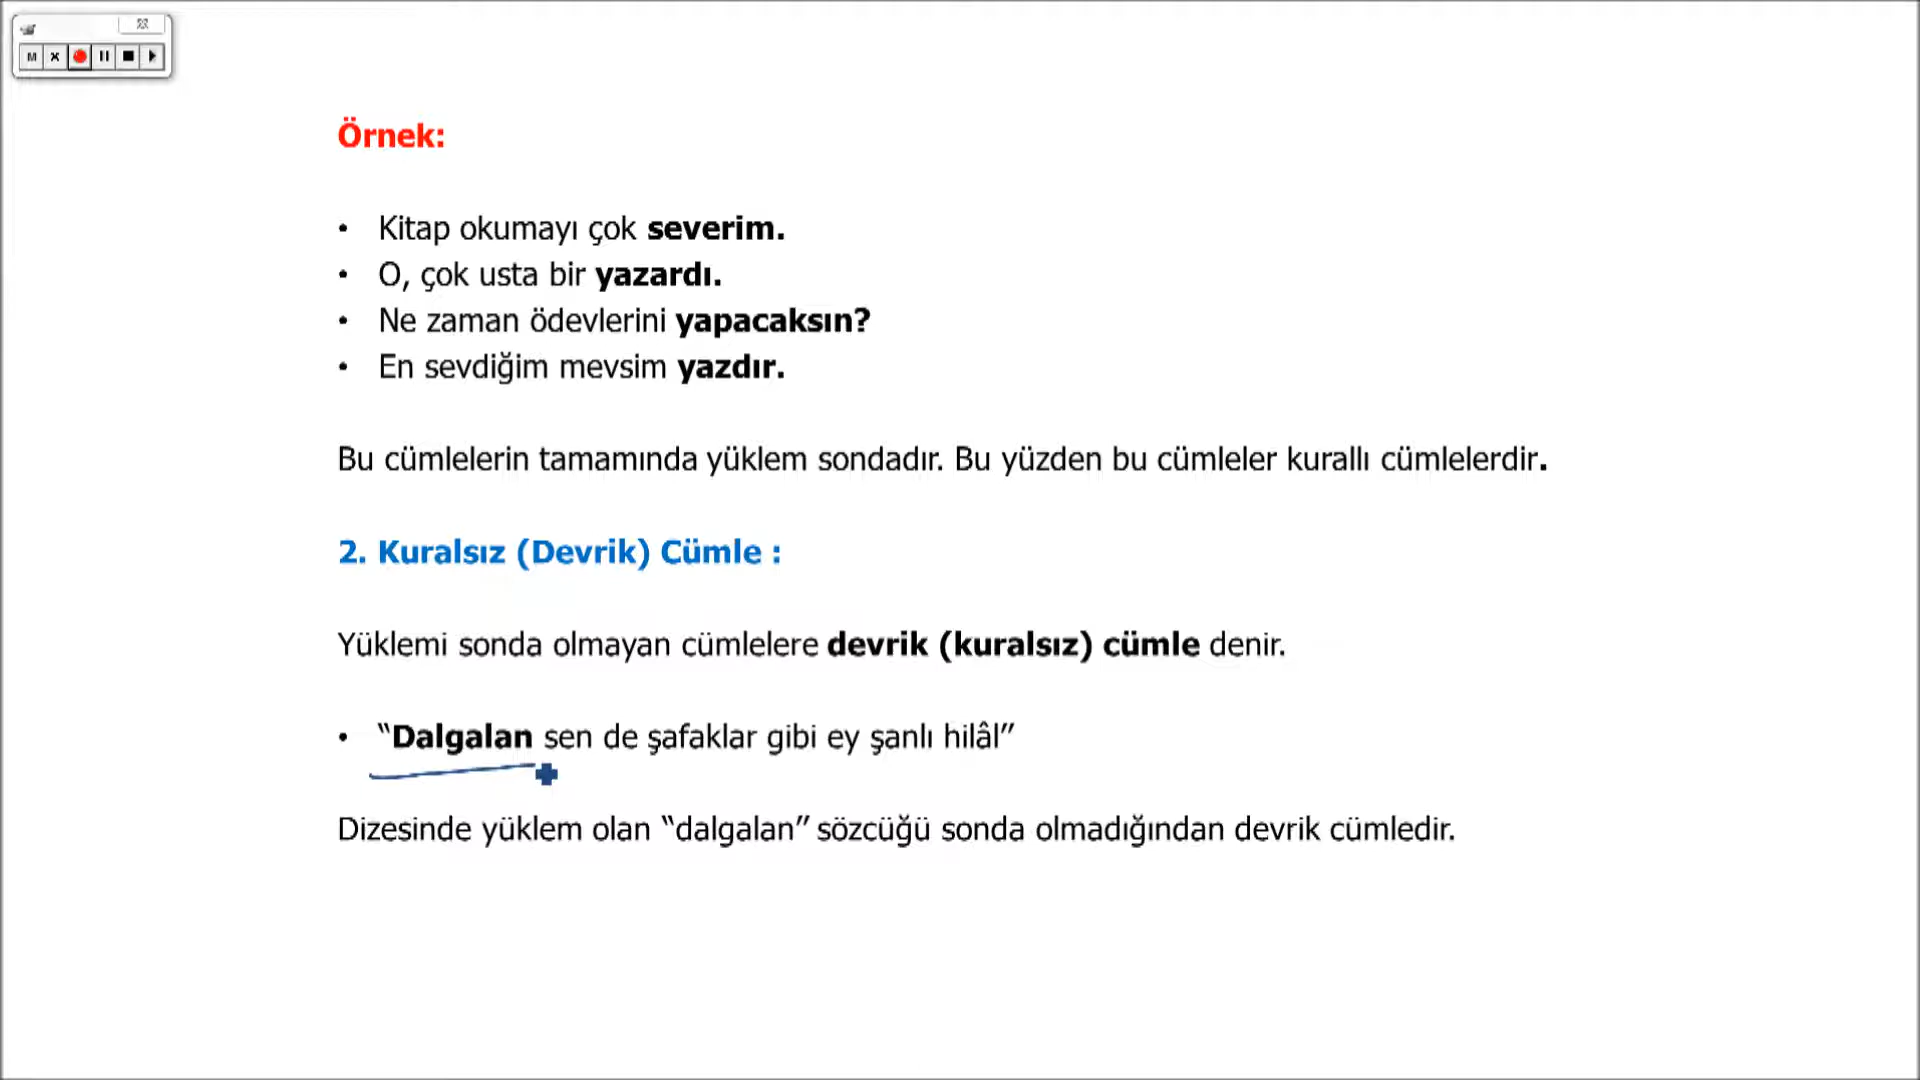 M X
Örnek:
• Kitap okumayı çok severim.
• O, çok usta bir yazardı.
• Ne zaman ödevlerini yapacaksın?
• En sevdiğim mevsim yazdır.
Bu cümlelerin tamamında yüklem sondadır. Bu yüzden bu cümleler kurallı cümlelerdir.
2. Kuralsız (Devrik) Cümle :
Yüklemi sonda olmayan cümlelere devrik (kuralsız) cümle denir.
• “Dalgalan sen de şafaklar gibi ey şanlı hilâl”
Dizesinde yüklem olan “dalgalan” sözcüğü sonda olmadığından devrik cümledir.